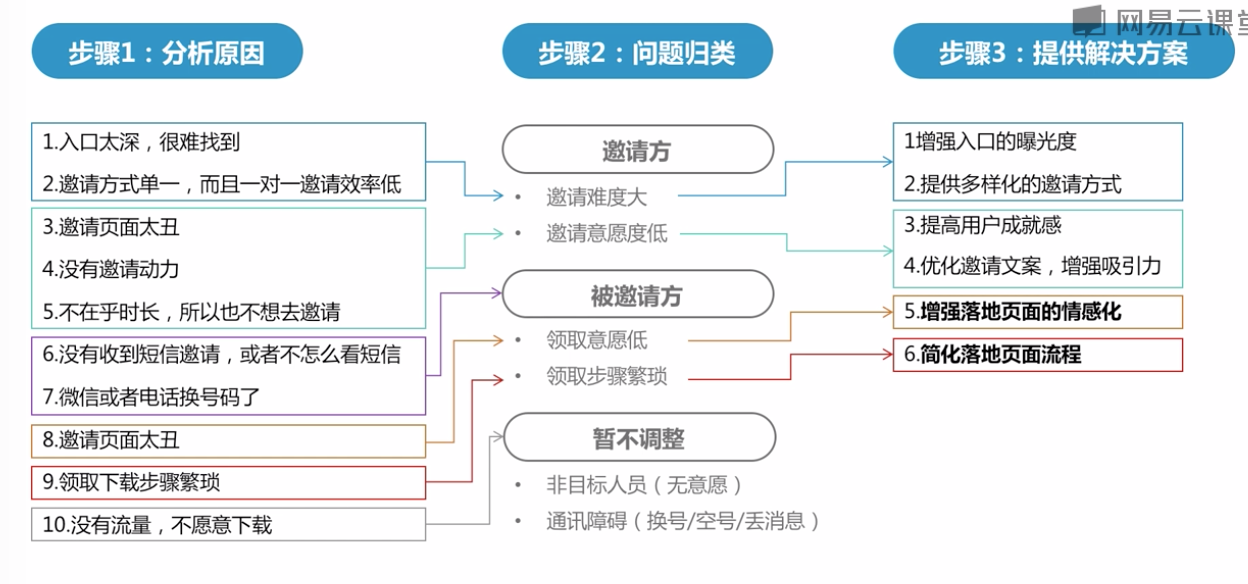 网易云课堂
步骤1：分析原因
步骤2：问题归类
步骤3：提供解决方案
1.入口太深，很难找到
2.邀请方式单一，而且一对一邀请效率低
3.邀请页面太丑
4.没有邀请动力
5.不在乎时长，所以也不想去邀请
6.没有收到短信邀请，或者不怎么看短信
7.微信或者电话换号码了
8.邀请页面太丑
9.领取下载步骤繁琐
10.没有流量，不愿意下载
邀请方
• 邀请难度大
• 邀请意愿度低
被邀请方
• 领取意愿低
• 领取步骤繁琐
暂不调整
• 非目标人员（无意愿）
• 通讯障碍（换号/空号/丢消息）
1增强入口的曝光度
2.提供多样化的邀请方式
3.提高用户成就感
4.优化邀请文案，增强吸引力
5.增强落地页面的情感化
6.简化落地页面流程